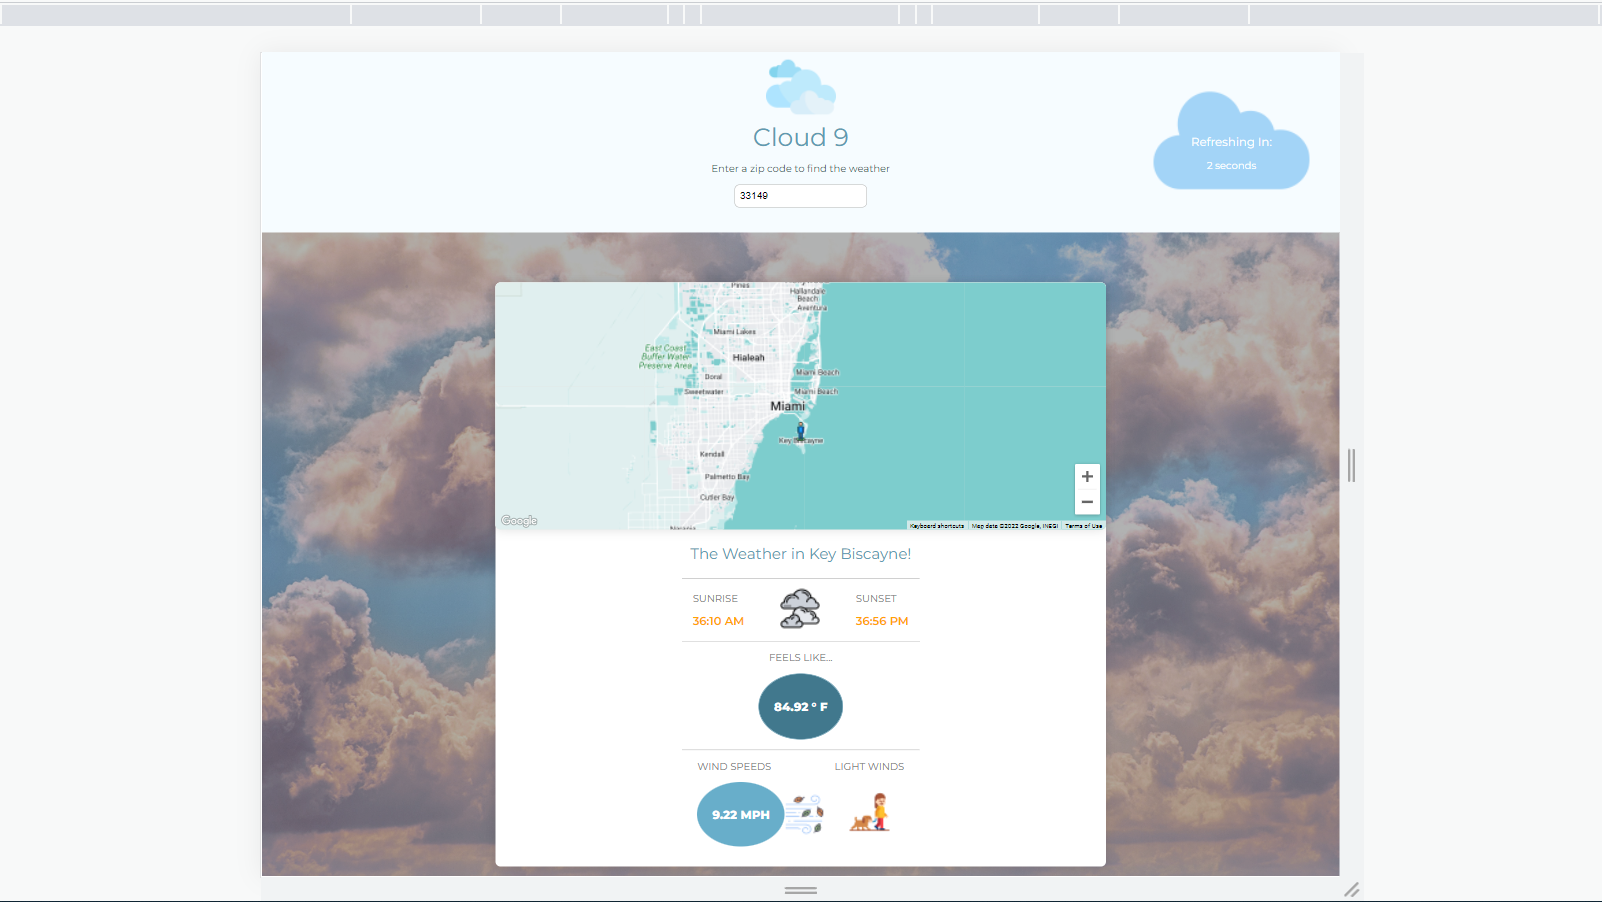 Cloud 9
Refreshing In:
2 seconds
Enter a zip code to find the weather
33149
Pines
Hallandale
Beach
Aventura
Miami Lakes
East Coast
Buffer Water
Preserve Area
Hialeah
Doral
Miami Beach
Sweetwater
Miami Beach
Miami
Key Biscayne
Kendall
Palmetto Bay
Cutler Bay
Google
Keyboard shortcuts
Map data ©2022 Google, INEGI
Terms of Use
The Weather in Key Biscayne!
SUNRISE
SUNSET
36:10 AM
36:56 PM
FEELS LIKE...
84.92 ° F
WIND SPEEDS
LIGHT WINDS
9.22 MPH